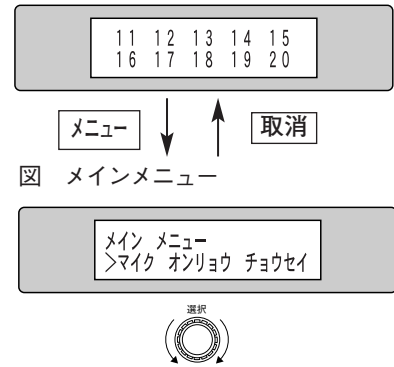 11 12 13 14 15
16 17 18 19 20
メニュー 取消
図 メインメニュー
メイン メニュー
>マイク オンリョウ チョウセイ
選択